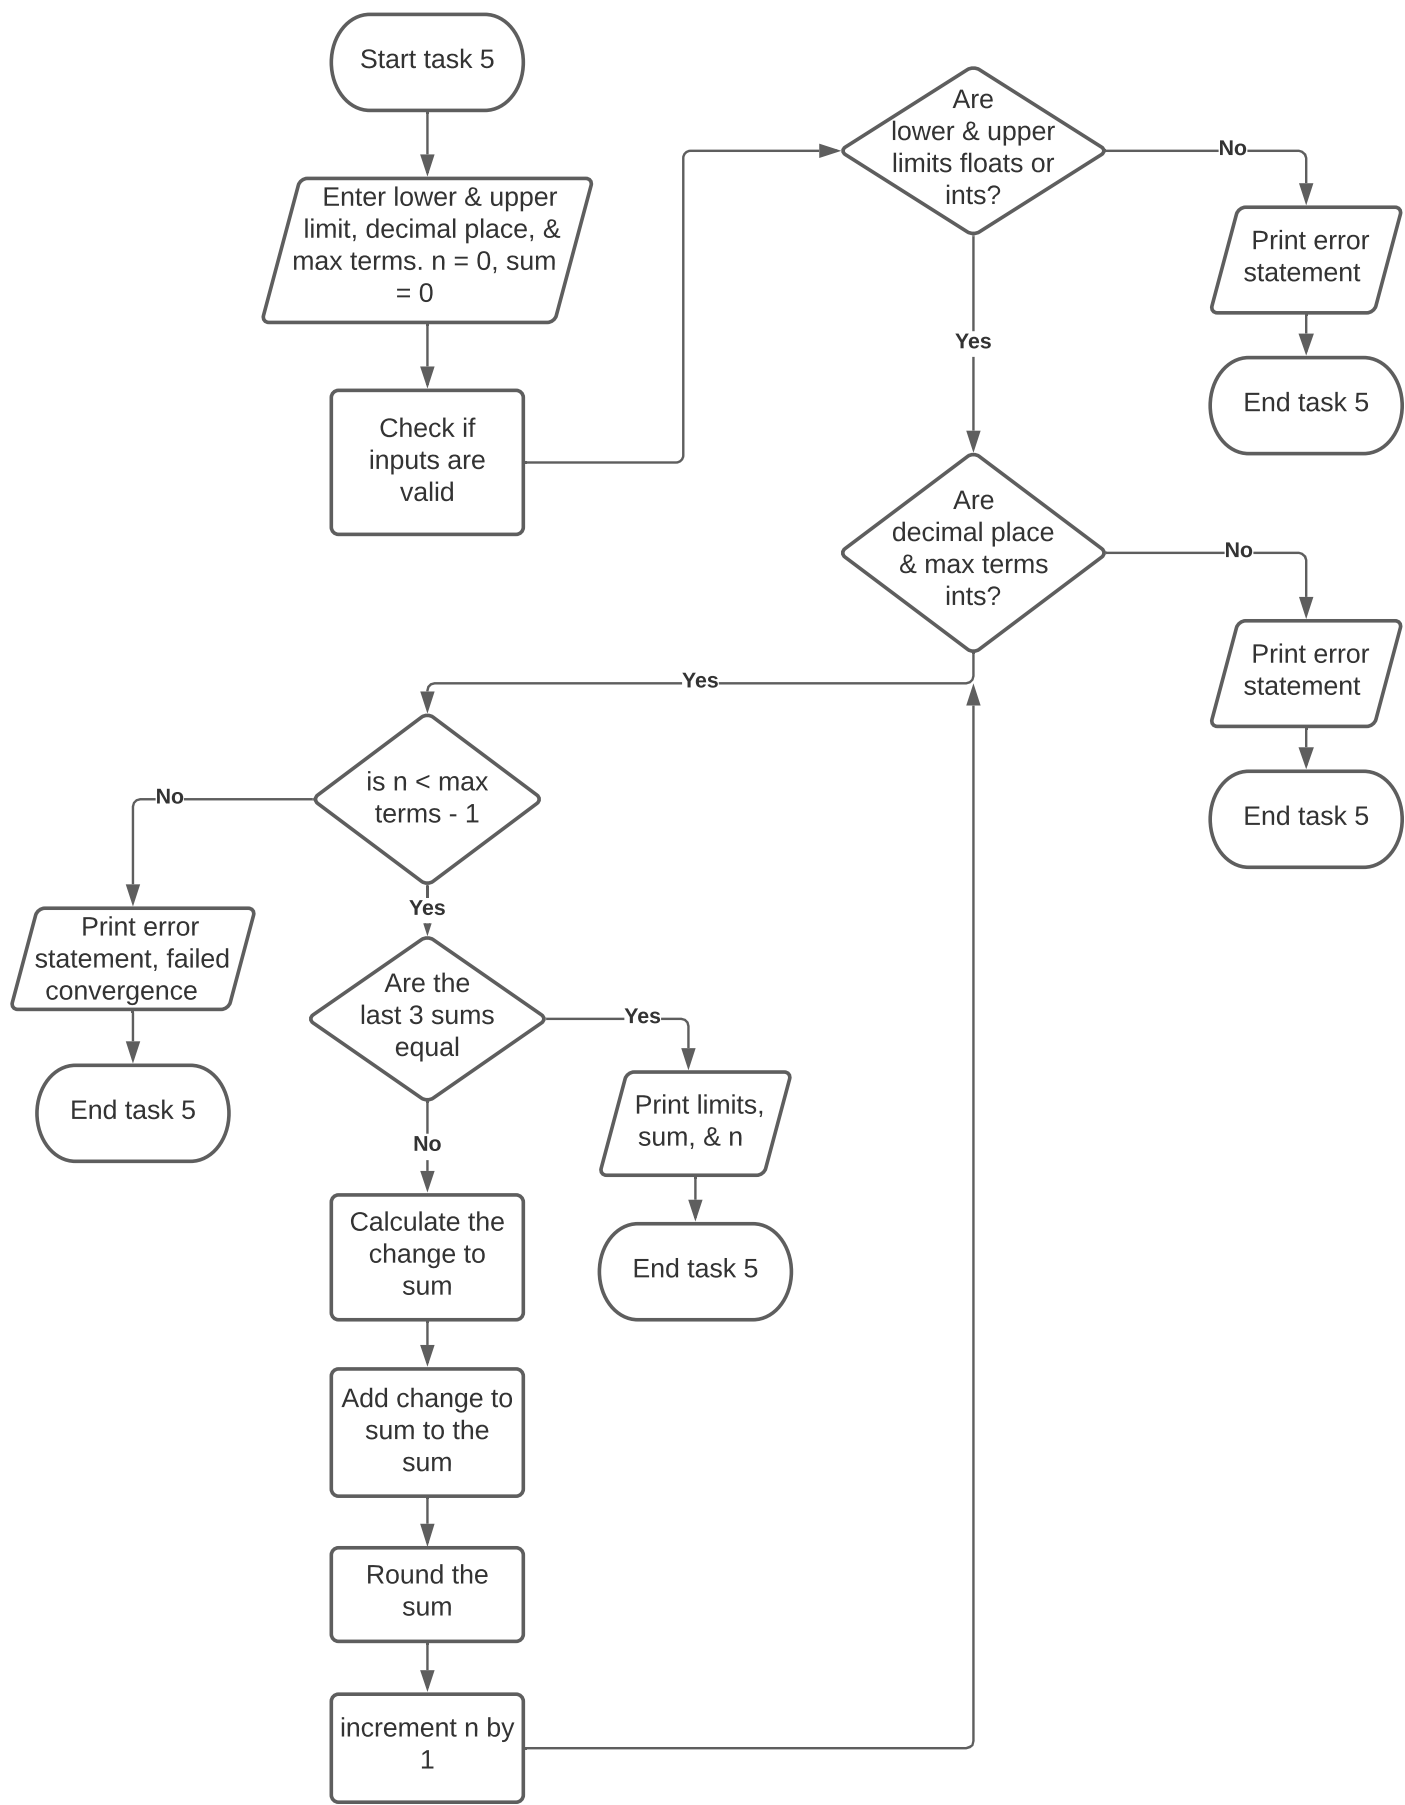 Start task 5
Enter lower & upper
limit, decimal place, &
max terms. n = 0, sum
= 0
Check if
inputs are
valid
Are
lower & upper
limits floats or
ints?
No
Print error
statement
End task 5
Yes
Are
decimal place
& max terms
ints?
No
Print error
statement
End task 5
Yes
is n < max
terms - 1
No
Print error
statement, failed
convergence
End task 5
Yes
Are the
last 3 sums
equal
Yes
Print limits,
sum, & n
End task 5
No
Calculate the
change to
sum
Add change to
sum to the
sum
Round the
sum
increment n by
1